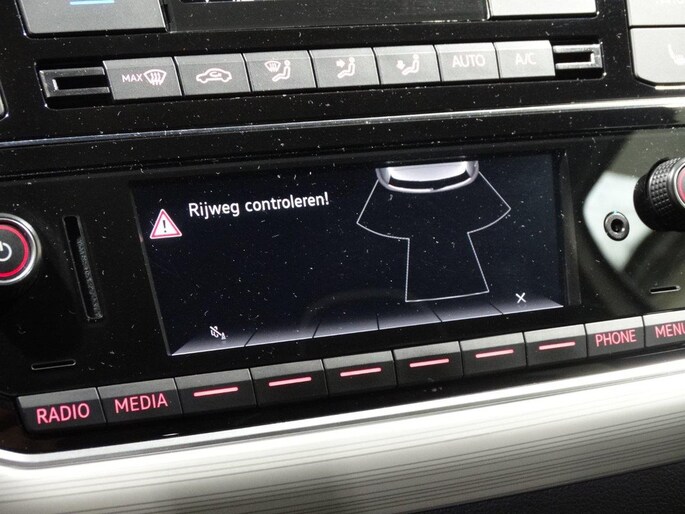 MAX
AUTO
A/C
Rijweg controleren!
RADIO
MEDIA
PHONE
MENU